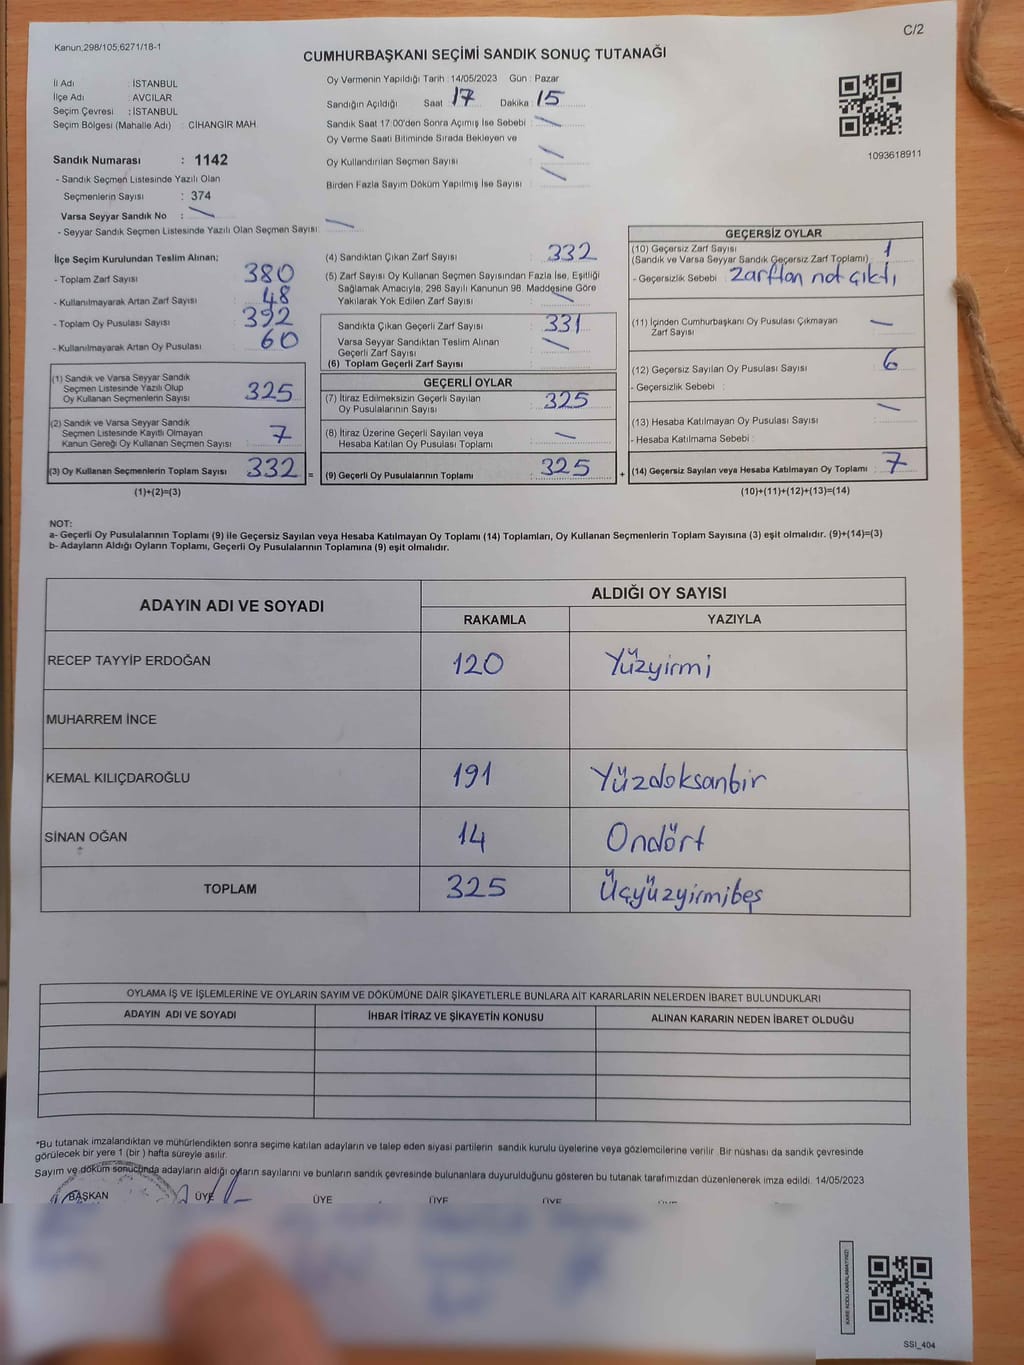 C/2
Kanun:298/105;6271/18-1
CUMHURBAŞKANI SEÇİMİ SANDIK SONUÇ TUTANAĞI
İl Adı : İSTANBUL
İlçe Adı : AVCILAR
Seçim Çevresi : İSTANBUL
Seçim Bölgesi (Mahalle Adı) : CİHANGİR MAH.
Sandık Numarası : 1142
- Sandık Seçmen Listesinde Yazılı Olan
Seçmenlerin Sayısı : 374
Varsa Seyyar Sandık No :
- Seyyar Sandık Seçmen Listesinde Yazılı Olan Seçmen Sayısı:
Oy Vermenin Yapıldığı Tarih : 14/05/2023 Gün : Pazar
Sandığın Açıldığı Saat 17 Dakika 15
Sandık Saat 17:00'den Sonra Açımış İse Sebebi :
Oy Verme Saati Bitiminde Sırada Bekleyen ve
Oy Kullandırılan Seçmen Sayısı :
Birden Fazla Sayım Döküm Yapılmış İse Sayısı :
1093618911
İlçe Seçim Kurulundan Teslim Alınan;
- Toplam Zarf Sayısı : 380
- Kullanılmayarak Artan Zarf Sayısı : 48
- Toplam Oy Pusulası Sayısı : 392
- Kullanılmayarak Artan Oy Pusulası : 60
(1) Sandık ve Varsa Seyyar Sandık
Seçmen Listesinde Yazılı Olup
Oy Kullanan Seçmenlerin Sayısı : 325
(2) Sandık ve Varsa Seyyar Sandık
Seçmen Listesinde Kayıtlı Olmayan
Kanun Gereği Oy Kullanan Seçmen Sayısı : 7
(3) Oy Kullanan Seçmenlerin Toplam Sayısı : 332 =
(1)+(2)=(3)
(4) Sandıktan Çıkan Zarf Sayısı : 332
(5) Zarf Sayısı Oy Kullanan Seçmen Sayısından Fazla İse, Eşitliği
Sağlamak Amacıyla, 298 Sayılı Kanunun 98. Maddesine Göre
Yakılarak Yok Edilen Zarf Sayısı :
Sandıkta Çıkan Geçerli Zarf Sayısı : 331
Varsa Seyyar Sandıktan Teslim Alınan
Geçerli Zarf Sayısı :
(6) Toplam Geçerli Zarf Sayısı :
GEÇERLİ OYLAR
(7) İtiraz Edilmeksizin Geçerli Sayılan
Oy Pusulalarının Sayısı : 325
(8) İtiraz Üzerine Geçerli Sayılan veya
Hesaba Katılan Oy Pusulası Toplamı :
(9) Geçerli Oy Pusulalarının Toplamı : 325 +
GEÇERSİZ OYLAR
(10) Geçersiz Zarf Sayısı
(Sandık ve Varsa Seyyar Sandık Geçersiz Zarf Toplamı) : 1
- Geçersizlik Sebebi : Zarftan not çıktı
(11) İçinden Cumhurbaşkanı Oy Pusulası Çıkmayan
Zarf Sayısı :
(12) Geçersiz Sayılan Oy Pusulası Sayısı : 6
- Geçersizlik Sebebi :
(13) Hesaba Katılmayan Oy Pusulası Sayısı :
- Hesaba Katılmama Sebebi :
(14) Geçersiz Sayılan veya Hesaba Katılmayan Oy Toplamı : 7
(10)+(11)+(12)+(13)=(14)
NOT:
a- Geçerli Oy Pusulalarının Toplamı (9) ile Geçersiz Sayılan veya Hesaba Katılmayan Oy Toplamı (14) Toplamları, Oy Kullanan Seçmenlerin Toplam Sayısına (3) eşit olmalıdır. (9)+(14)=(3)
b- Adayların Aldığı Oyların Toplamı, Geçerli Oy Pusulalarının Toplamına (9) eşit olmalıdır.
ADAYIN ADI VE SOYADI
ALDIĞI OY SAYISI
RAKAMLA YAZIYLA
RECEP TAYYİP ERDOĞAN 120 Yüzyirmi
MUHARREM İNCE
KEMAL KILIÇDAROĞLU 191 Yüzdoksanbir
SİNAN OĞAN 14 Ondört
TOPLAM 325 Üçyüzyirmibeş
OYLAMA İŞ VE İŞLEMLERİNE VE OYLARIN SAYIM VE DÖKÜMÜNE DAİR ŞİKAYETLERLE BUNLARA AİT KARARLARIN NELERDEN İBARET BULUNDUKLARI
ADAYIN ADI VE SOYADI İHBAR İTİRAZ VE ŞİKAYETİN KONUSU ALINAN KARARIN NEDEN İBARET OLDUĞU
*Bu tutanak imzalandıktan ve mühürlendikten sonra seçime katılan adayların ve talep eden siyasi partilerin sandık kurulu üyelerine veya gözlemcilerine verilir. Bir nüshası da sandık çevresinde
görülecek bir yere 1 (bir ) hafta süreyle asılır.
Sayım ve döküm sonucunda adayların aldığı oyların sayılarını ve bunların sandık çevresinde bulunanlara duyurulduğunu gösteren bu tutanak tarafımızdan düzenlenerek imza edildi. 14/05/2023
BAŞKAN ÜYE ÜYE ÜYE ÜYE
KARE KODU KARALAMAYINIZ!
SSI_404